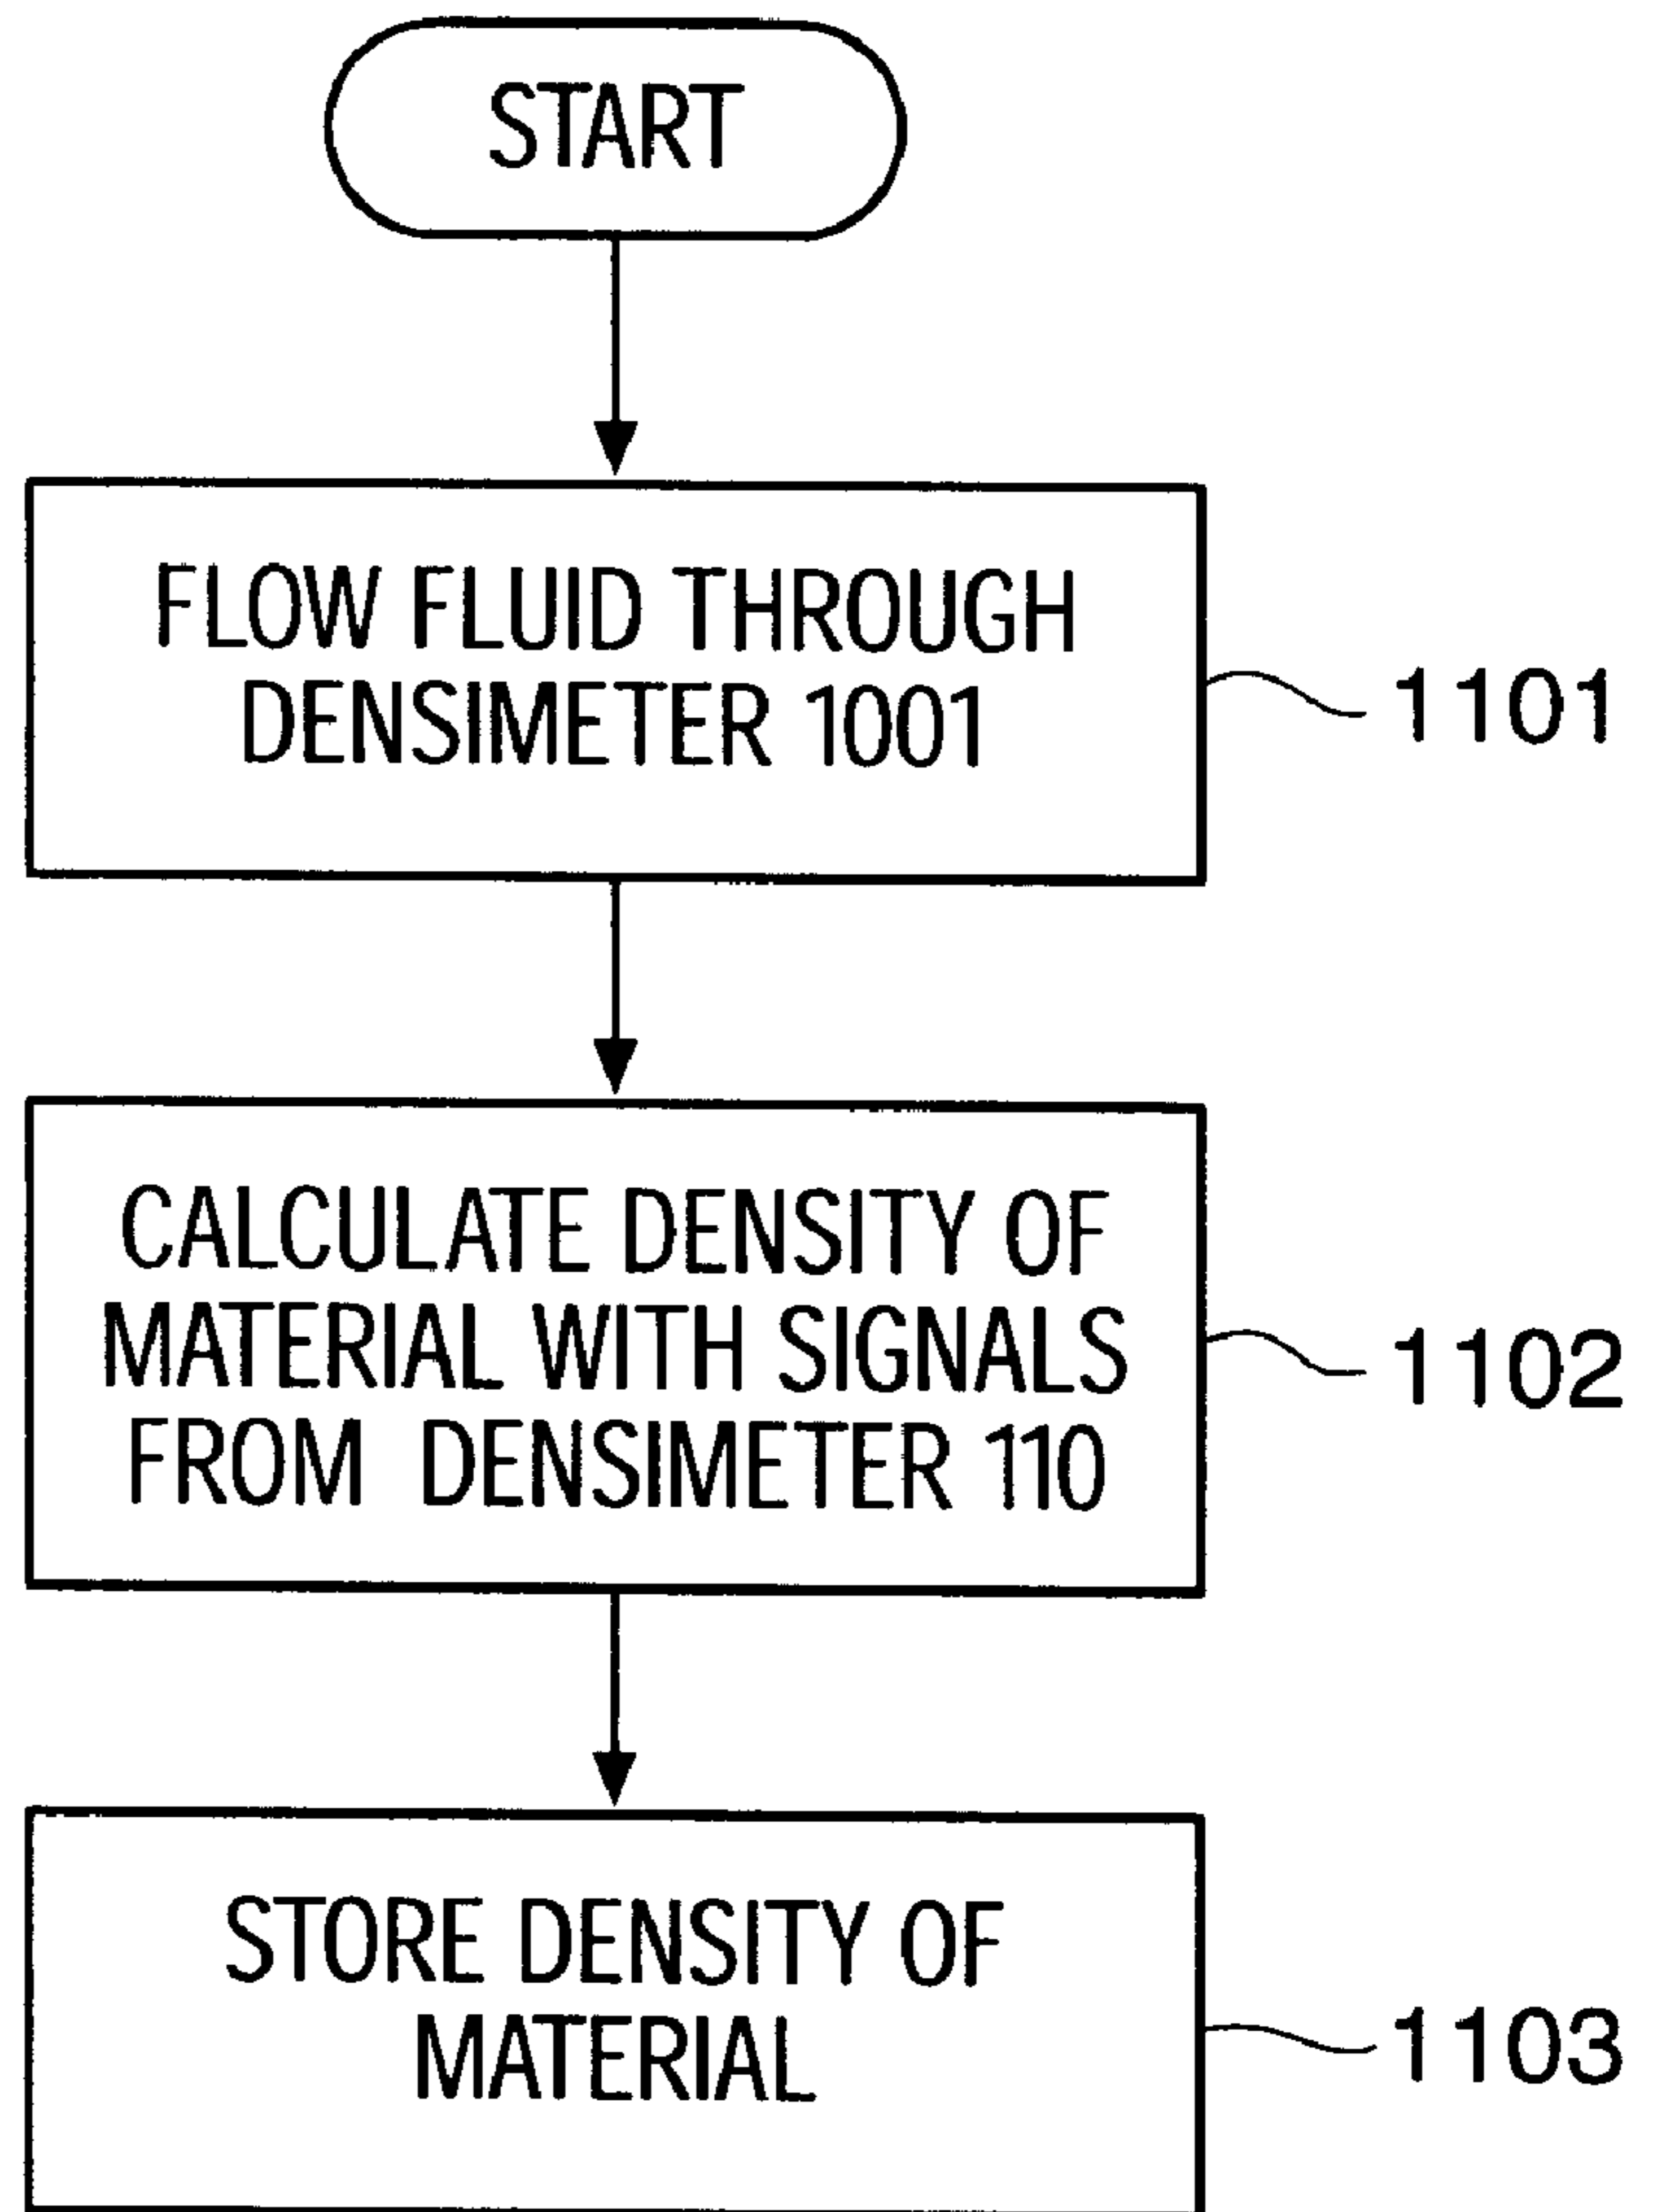 START
FLOW FLUID THROUGH
DENSIMETER 1001
1101
CALCULATE DENSITY OF
MATERIAL WITH SIGNALS
FROM DENSIMETER 110
1102
STORE DENSITY OF
MATERIAL
1103